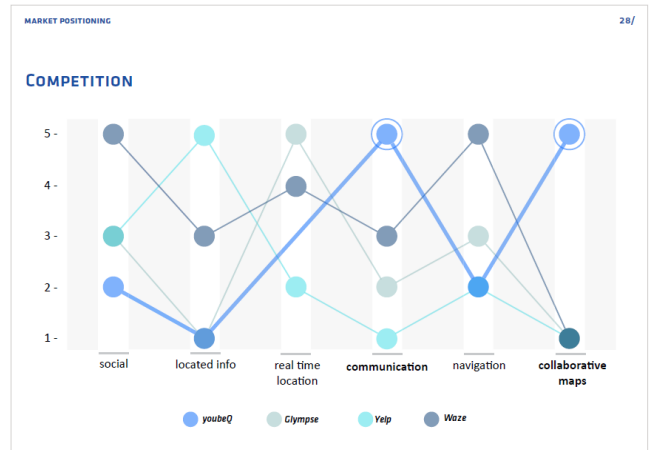 MARKET POSITIONING
28/
COMPETITION
5 -
4 -
3 -
2 -
1 -
social
located info
real time
location
communication
navigation
collaborative
maps
youbeQ
Glympse
Yelp
Waze